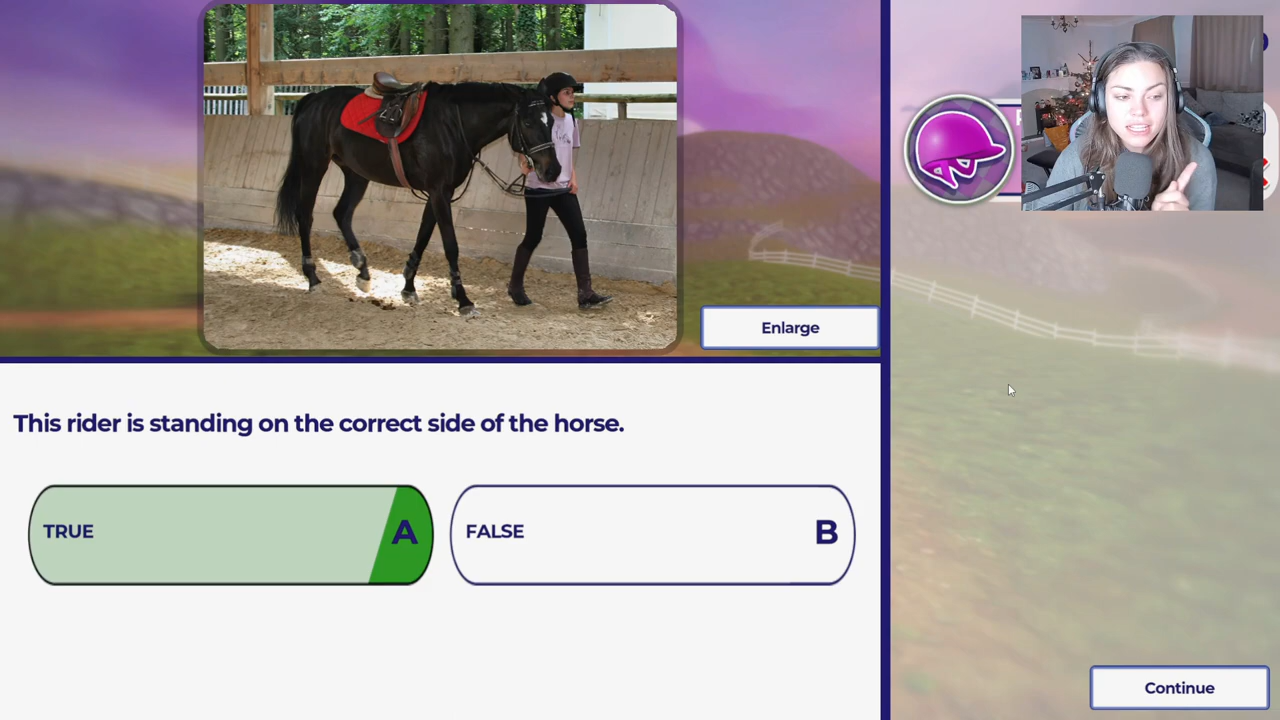 Enlarge
This rider is standing on the correct side of the horse.
TRUE A
FALSE B
Continue